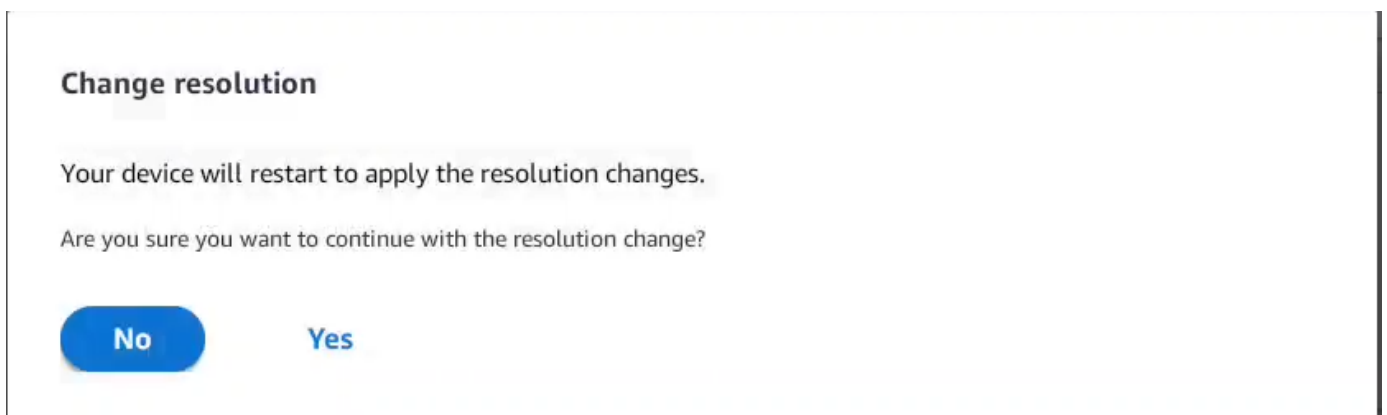 Change resolution
Your device will restart to apply the resolution changes.
Are you sure you want to continue with the resolution change?
No Yes